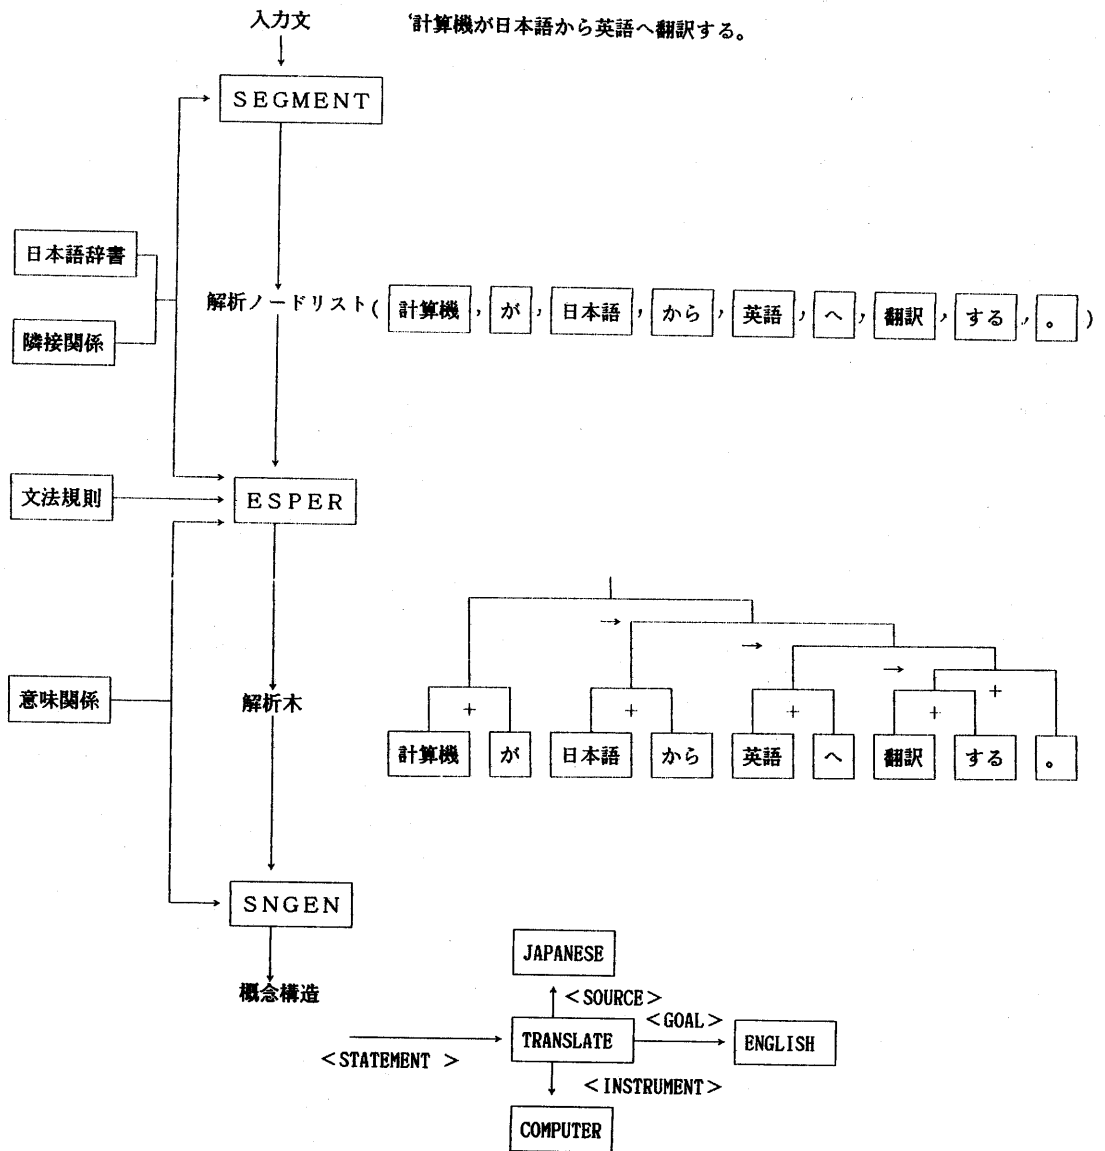 入力文 '計算機が日本語から英語へ翻訳する。
SEGMENT
日本語辞書
隣接関係
解析ノードリスト( 計算機 , が , 日本語 , から , 英語 , へ , 翻訳 , する , 。 )
文法規則
ESPER
意味関係
解析木
→
→
→
+ + + + +
計算機 が 日本語 から 英語 へ 翻訳 する 。
SNGEN
概念構造
JAPANESE
<SOURCE>
<GOAL>
TRANSLATE
ENGLISH
<STATEMENT >
<INSTRUMENT>
COMPUTER